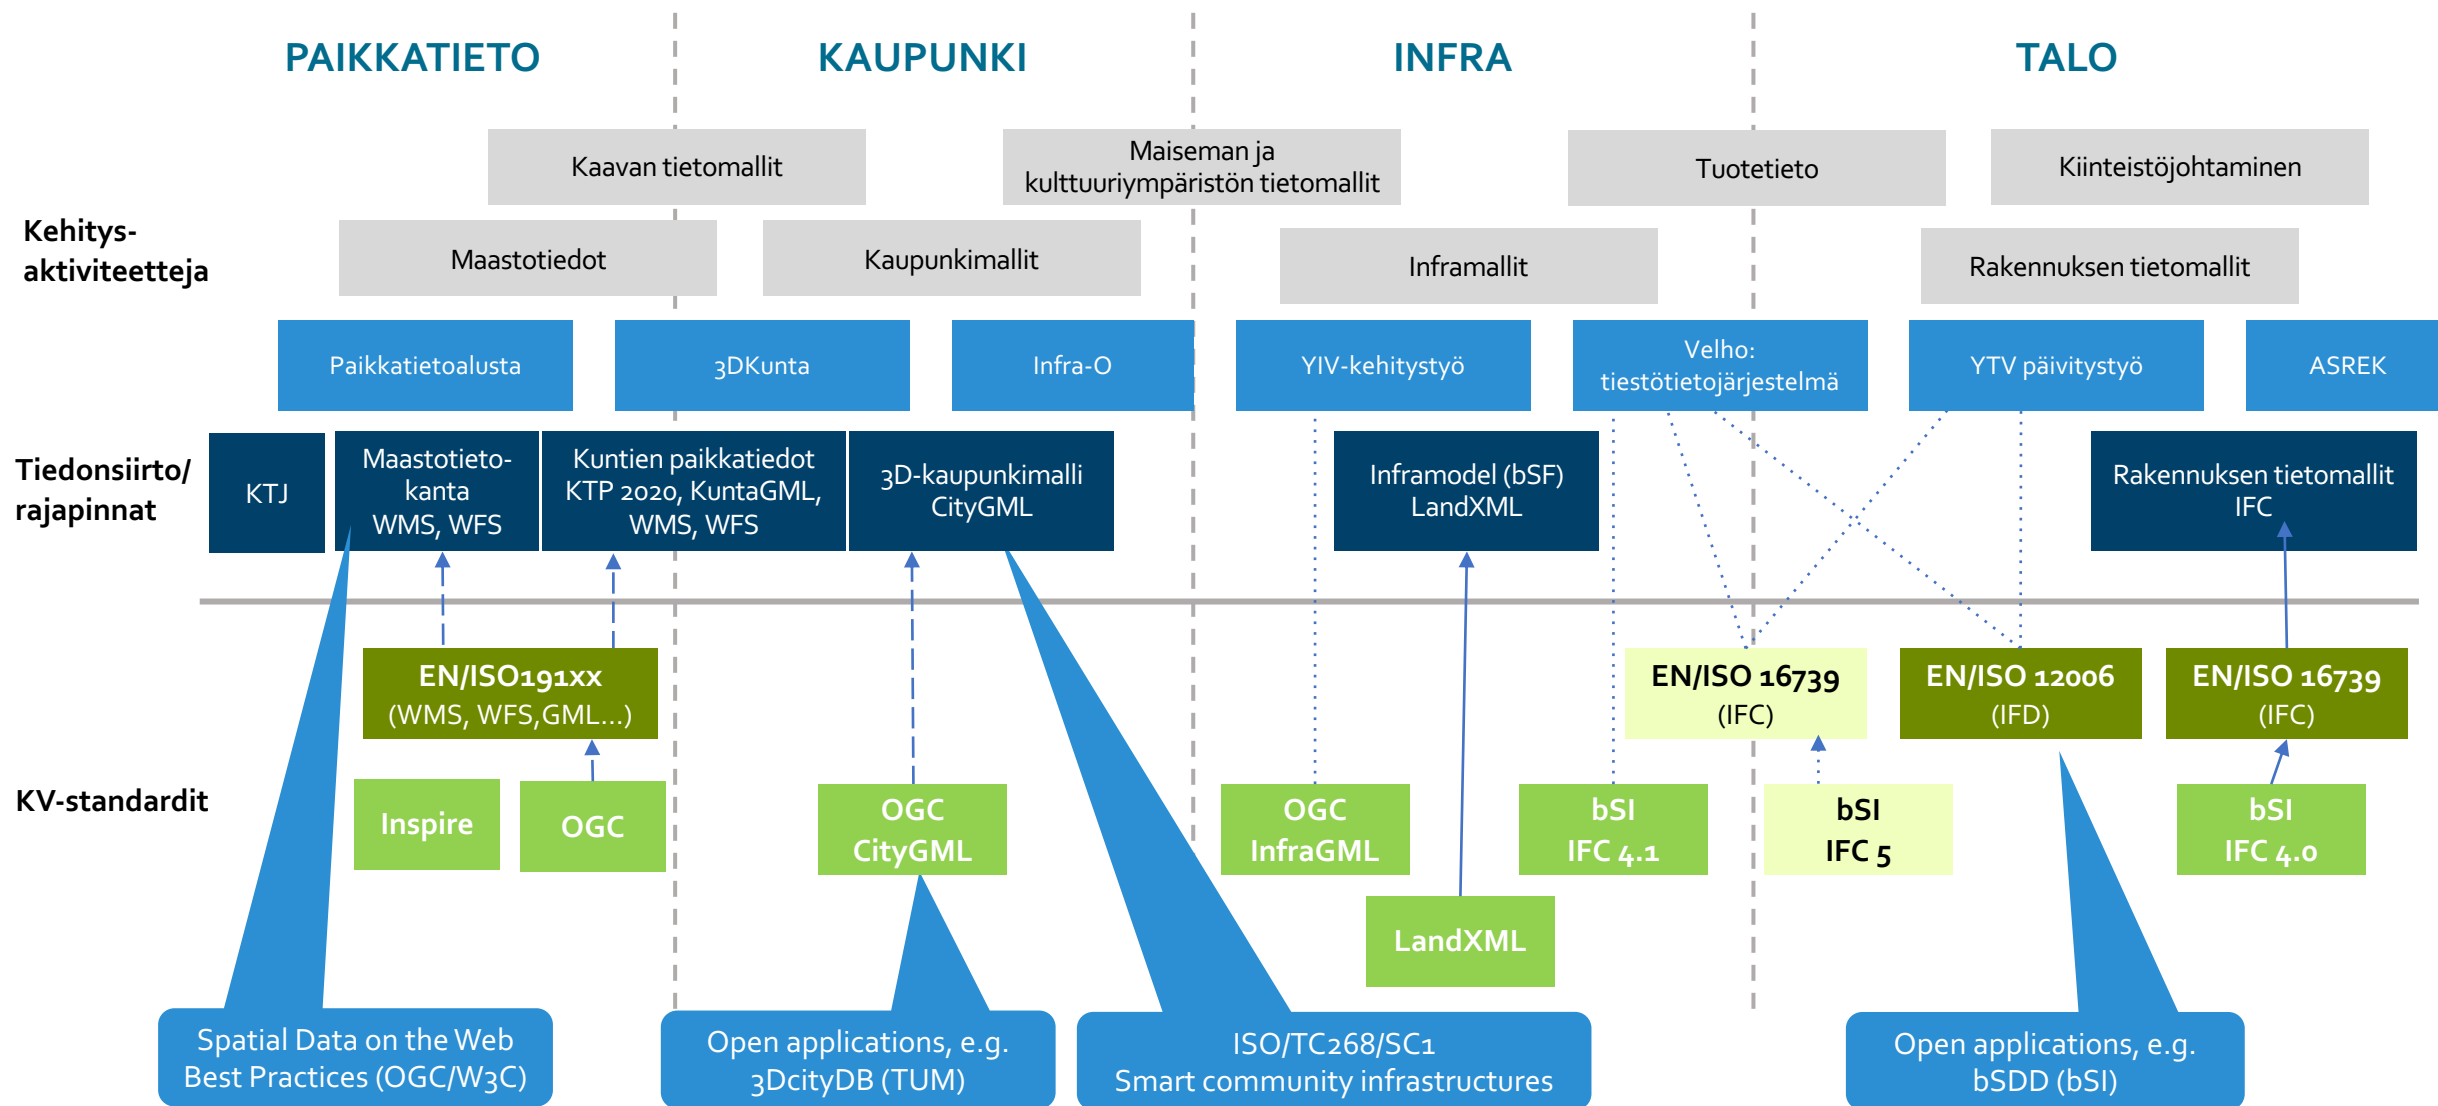 PAIKKATIETO
KAUPUNKI
INFRA
TALO
Kehitys-
aktiviteetteja
Kaavan tietomallit
Maiseman ja
kulttuuriympäristön tietomallit
Tuotetieto
Kiinteistöjohtaminen
Maastotiedot
Kaupunkimallit
Inframallit
Rakennuksen tietomallit
Paikkatietoalusta
3DKunta
Infra-O
YIV-kehitystyö
Velho:
tiestötietojärjestelmä
YTV päivitystyö
ASREK
Tiedonsiirto/
rajapinnat
KTJ
Maastotieto-
kanta
WMS, WFS
Kuntien paikkatiedot
KTP 2020, KuntaGML,
WMS, WFS
3D-kaupunkimalli
CityGML
Inframodel (bSF)
LandXML
Rakennuksen tietomallit
IFC
KV-standardit
EN/ISO191xx
(WMS, WFS,GML...)
EN/ISO 16739
(IFC)
EN/ISO 12006
(IFD)
EN/ISO 16739
(IFC)
Inspire
OGC
OGC
CityGML
OGC
InfraGML
bSI
IFC 4.1
bSI
IFC 5
bSI
IFC 4.0
LandXML
Spatial Data on the Web
Best Practices (OGC/W3C)
Open applications, e.g.
3DcityDB (TUM)
ISO/TC268/SC1
Smart community infrastructures
Open applications, e.g.
bSDD (bSI)